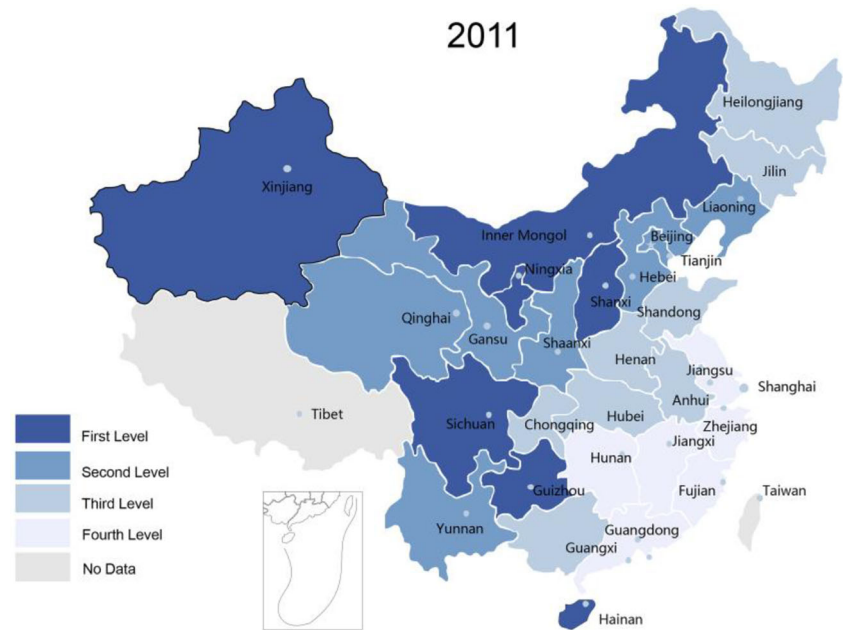 2011
Heilongjiang
Jilin
Xinjiang
Liaoning
Inner Mongol
Beijing
Tianjin
Ningxia
Hebei
Shanxi
Shandong
Qinghai
Gansu
Shaanxi
Henan
Jiangsu
Shanghai
Anhui
Tibet
Sichuan
Chongqing
Hubei
Zhejiang
Jiangxi
Hunan
Guizhou
Fujian
Taiwan
Yunnan
Guangdong
Guangxi
Hainan
First Level
Second Level
Third Level
Fourth Level
No Data